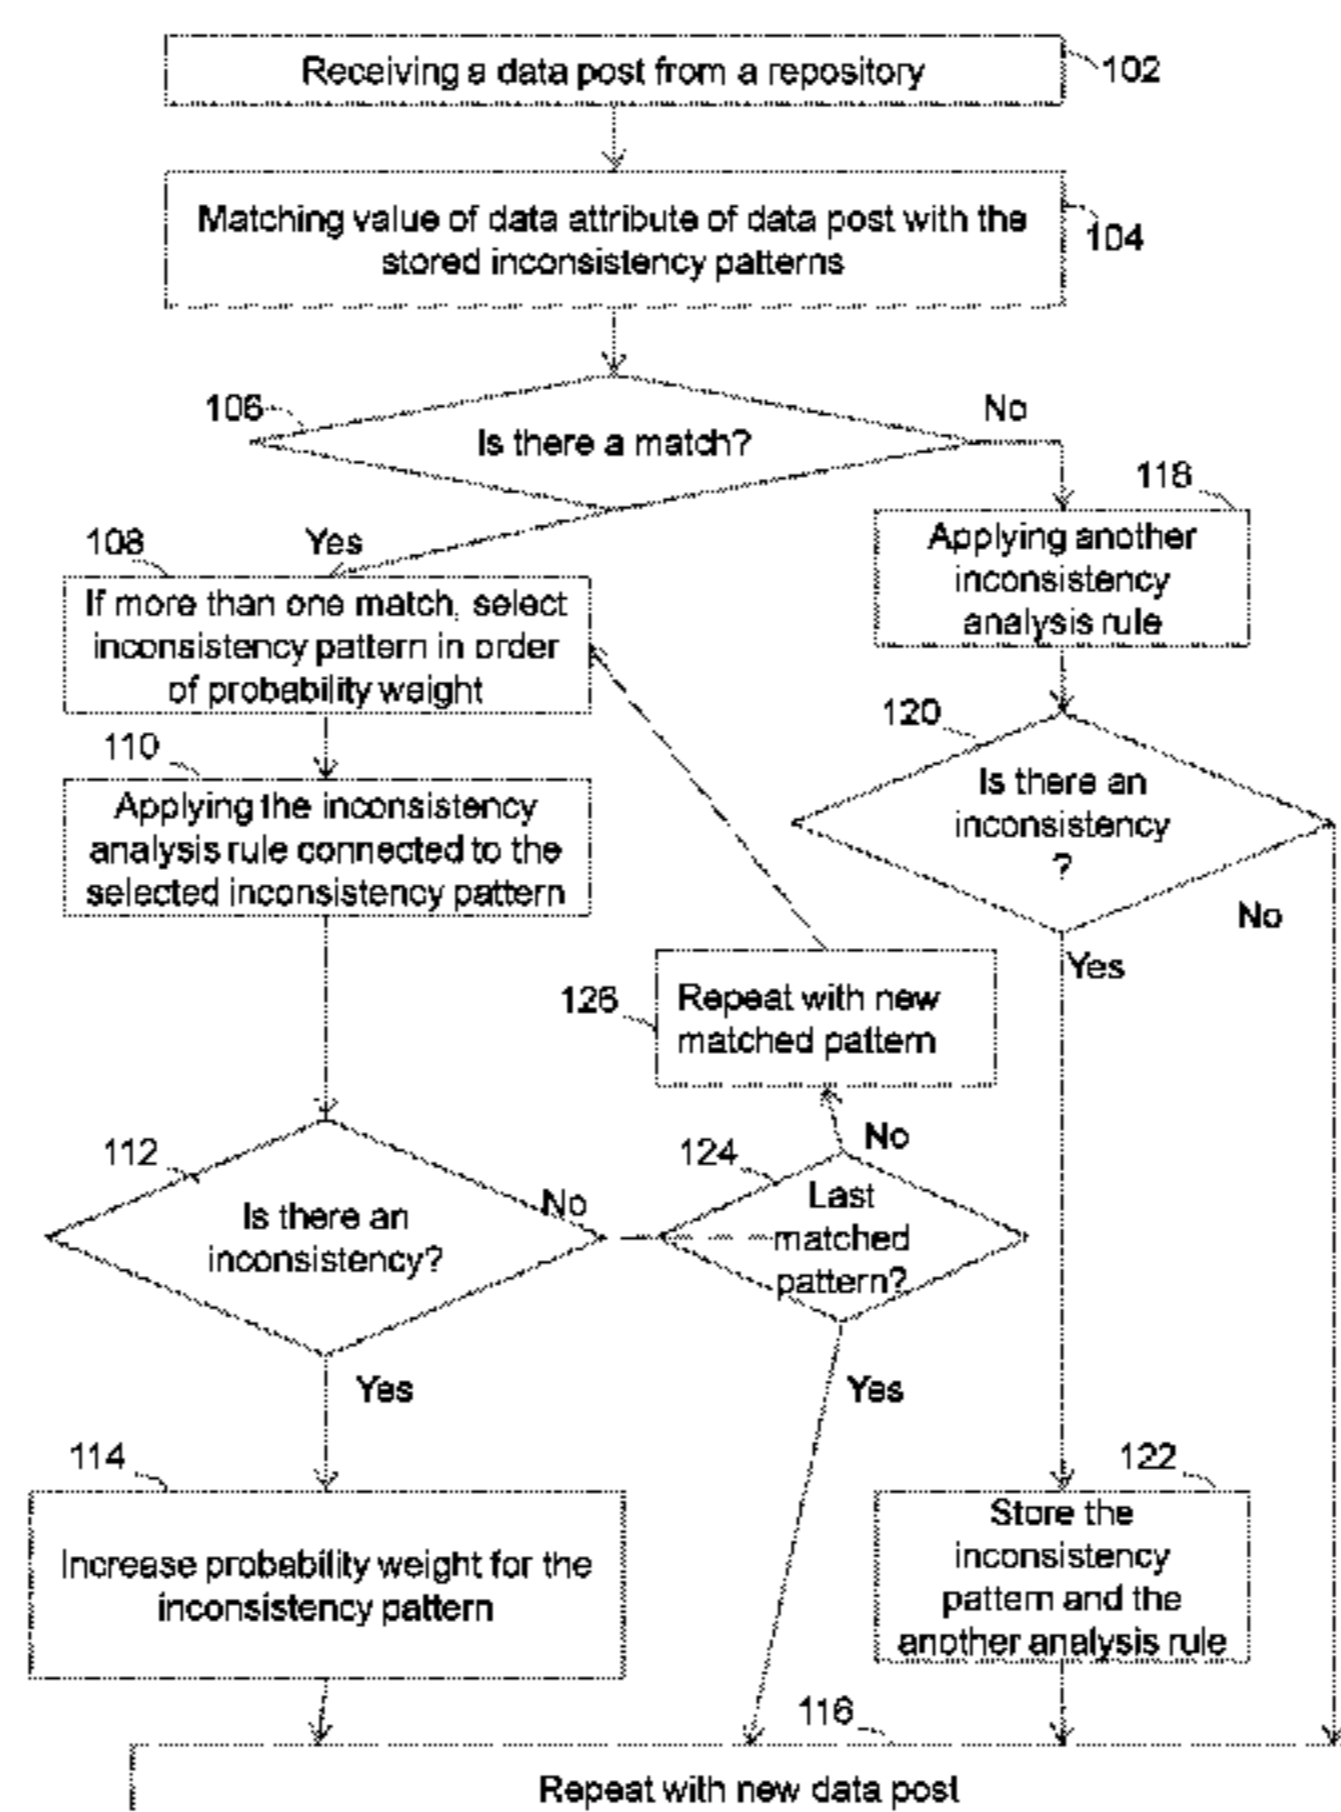 Receiving a data post from a repository
102
Matching value of data attribute of data post with the
stored inconsistency patterns
104
106
Is there a match?
No
118
Yes
108
If more than one match, select
inconsistency pattern in order
of probability weight
Applying another
inconsistency
analysis rule
110
Applying the inconsistency
analysis rule connected to the
selected inconsistency pattern
120
Is there an
inconsistency
?
No
Yes
126
Repeat with new
matched pattern
112
Is there an
inconsistency?
No
124
No
Last
matched
pattern?
Yes
Yes
114
Increase probability weight for the
inconsistency pattern
122
Store the
inconsistency
pattern and the
another analysis rule
116
Repeat with new data post